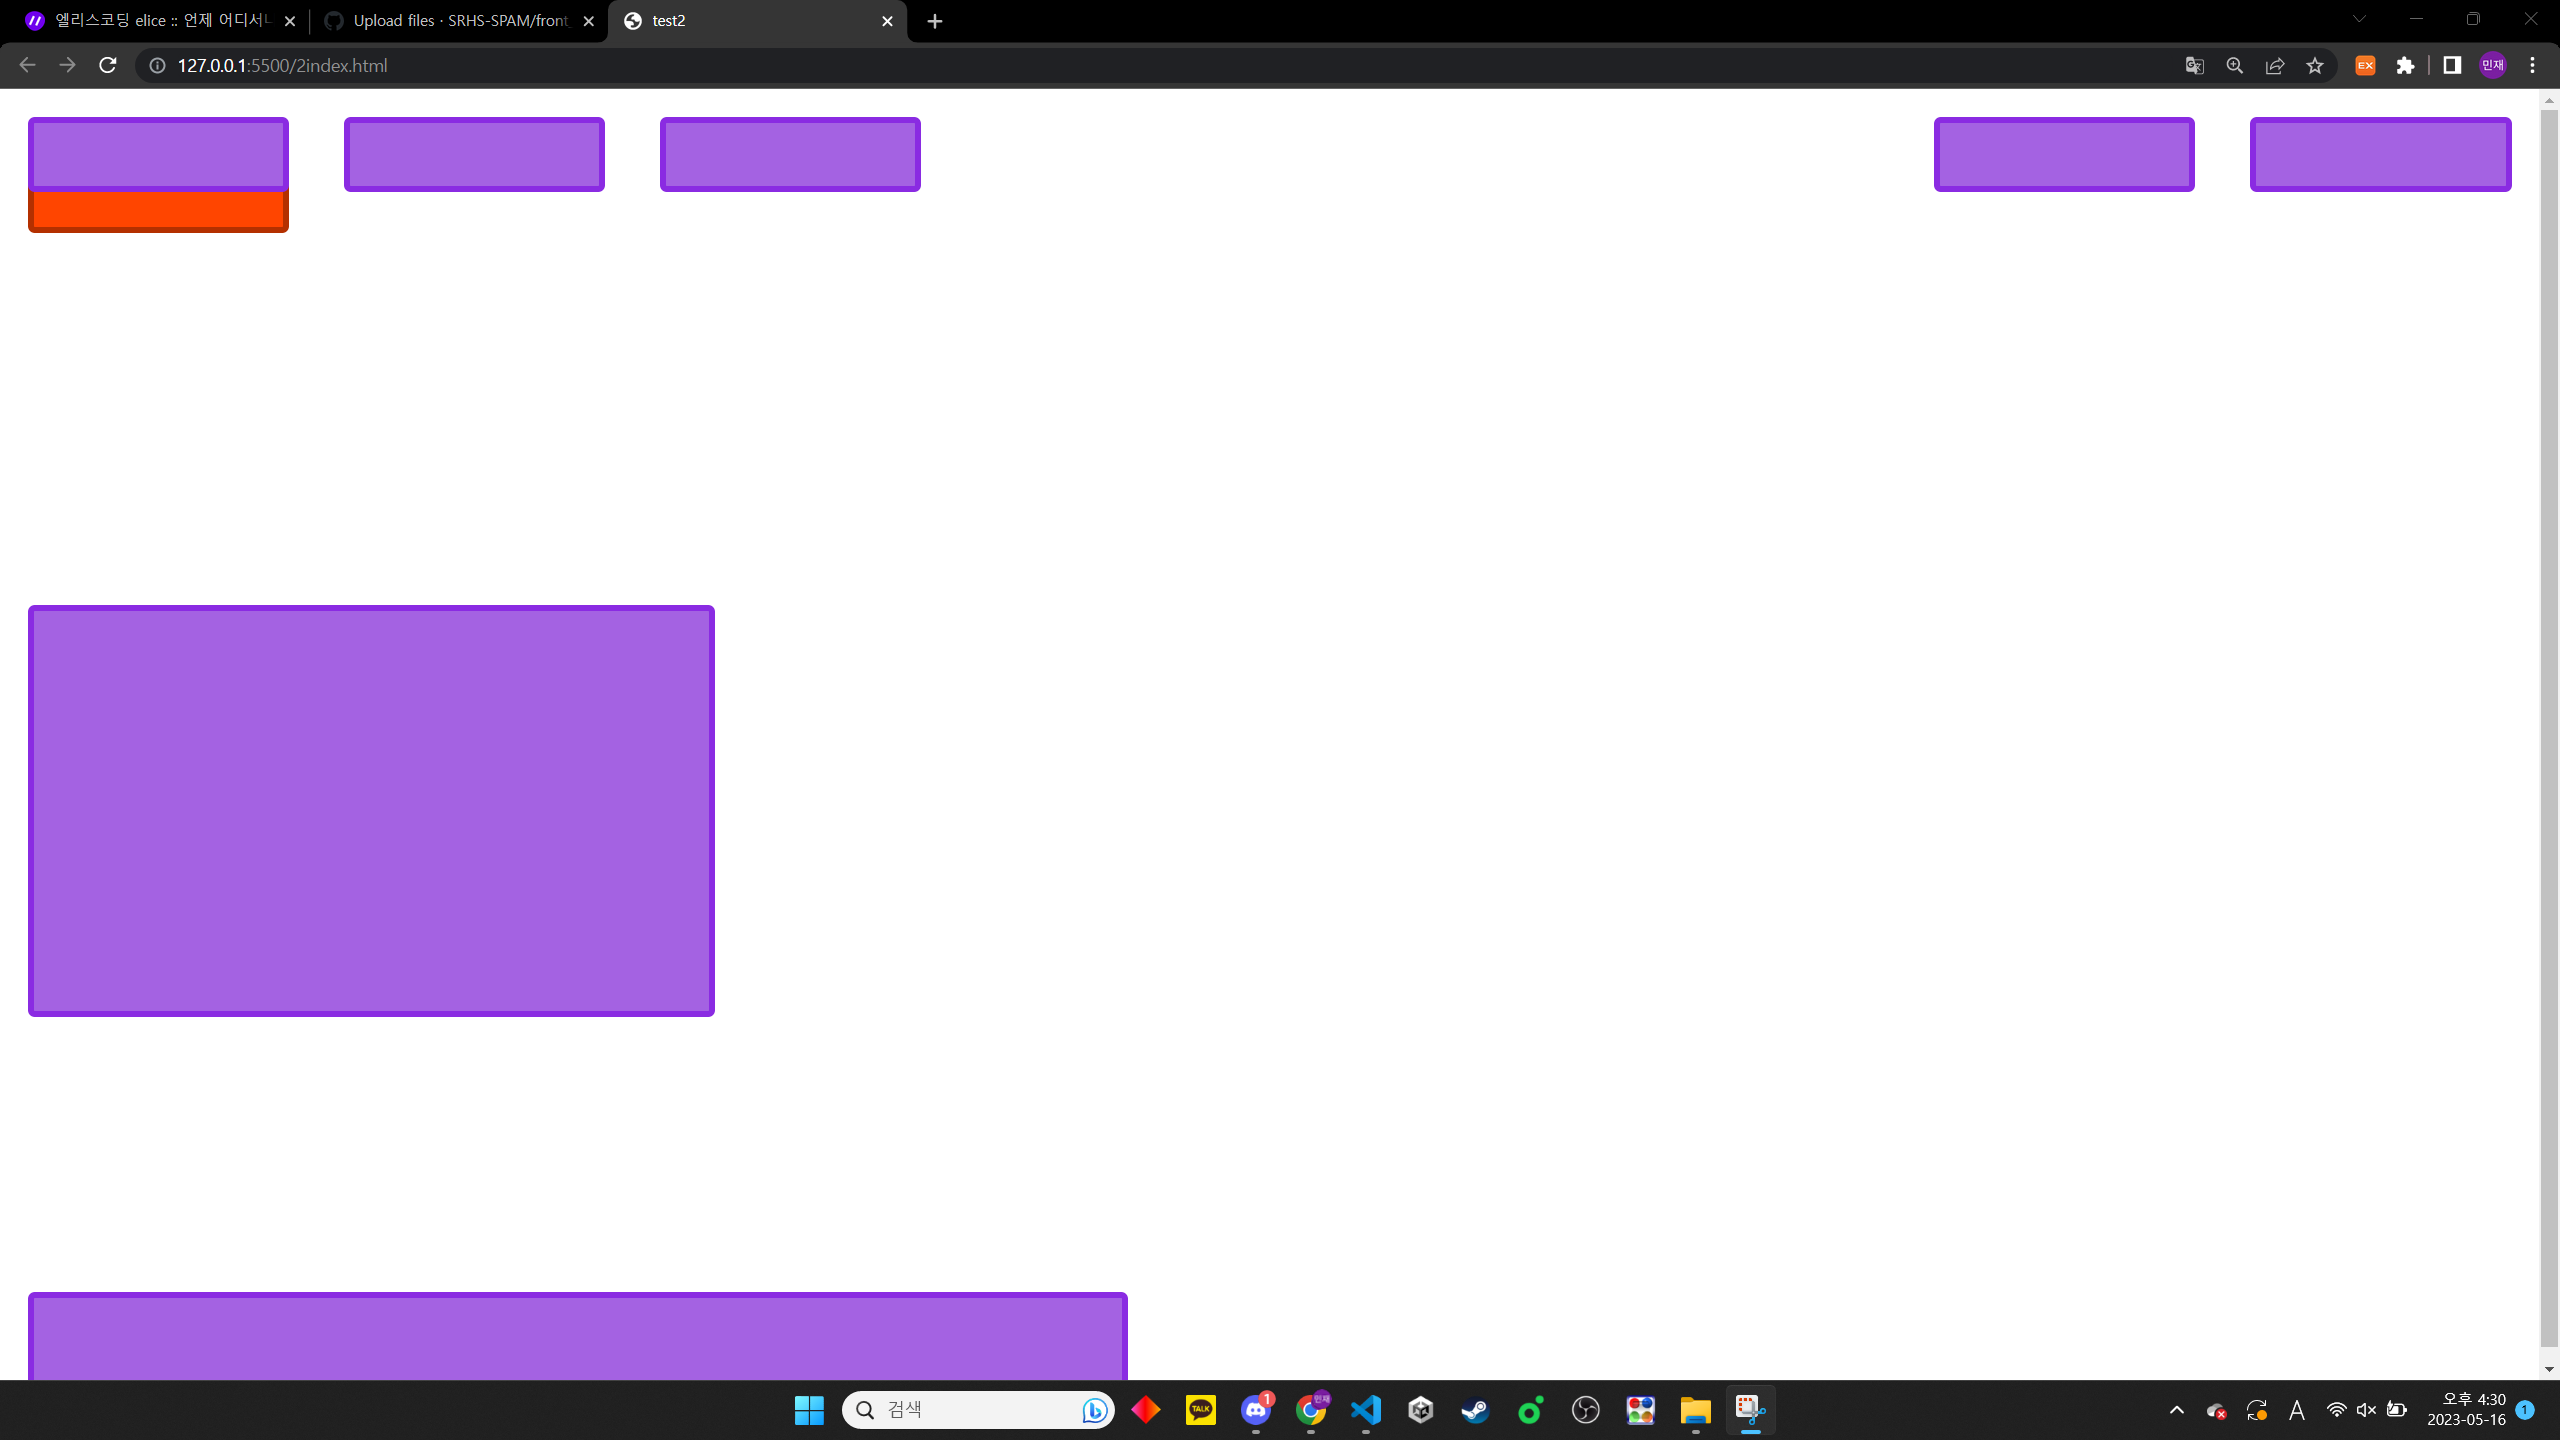 엘리스코딩 elice :: 언제 어디서나
Upload files · SRHS-SPAM/front
test2
127.0.0.1:5500/2index.html
EX
민재
검색
TALK
1
민재
A
오후 4:30
2023-05-16
1